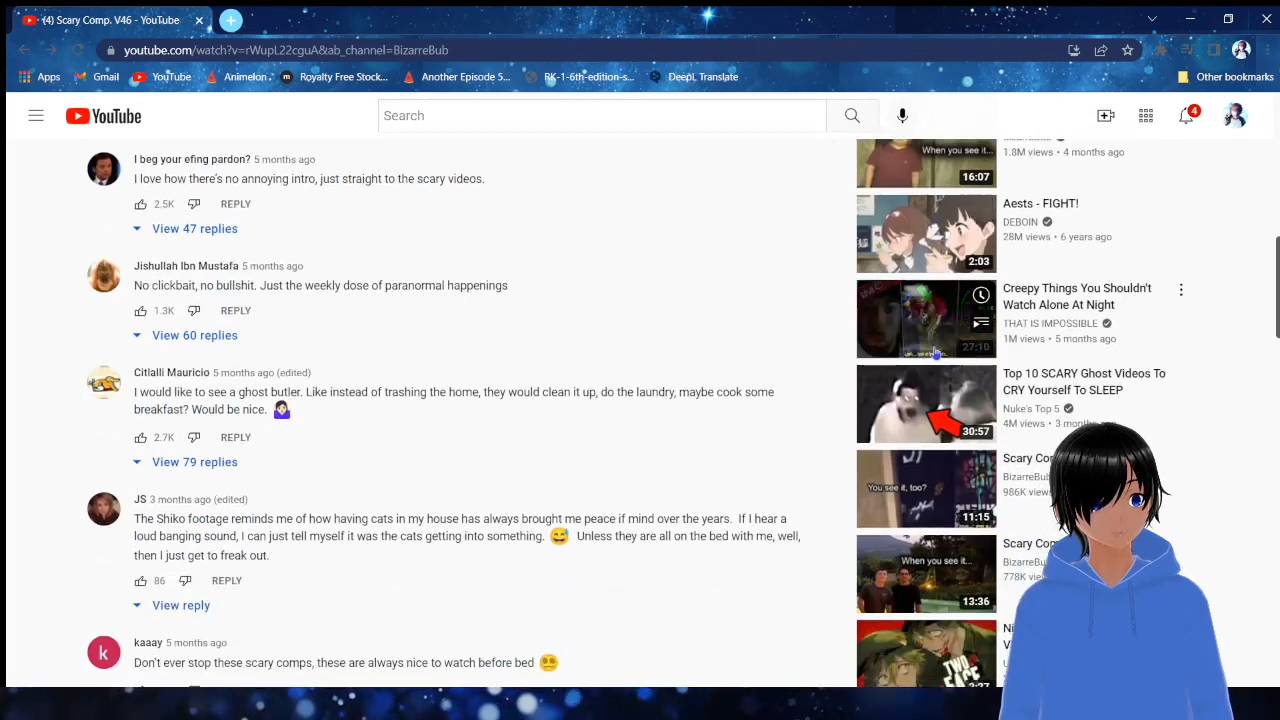 (4) Scary Comp. V46 - YouTube
youtube.com/watch?v=rWupL22cguA&ab_channel=BizarreBub
Apps Gmail YouTube Animelon Royalty Free Stock... Another Episode 5... RK-1-6th-edition-s... DeepL Translate Other bookmarks
YouTube
Search
4
I beg your efing pardon? 5 months ago
I love how there's no annoying intro, just straight to the scary videos.
2.5K REPLY
View 47 replies
Jishullah Ibn Mustafa 5 months ago
No clickbait, no bullshit. Just the weekly dose of paranormal happenings
1.3K REPLY
View 60 replies
Citlalli Mauricio 5 months ago (edited)
I would like to see a ghost butler. Like instead of trashing the home, they would clean it up, do the laundry, maybe cook some
breakfast? Would be nice.
2.7K REPLY
View 79 replies
JS 3 months ago (edited)
The Shiko footage reminds me of how having cats in my house has always brought me peace if mind over the years. If I hear a
loud banging sound, I can just tell myself it was the cats getting into something. Unless they are all on the bed with me, well,
then I just get to freak out.
86 REPLY
View reply
k
kaaay 5 months ago
Don't ever stop these scary comps, these are always nice to watch before bed
When you see it...
16:07
1.8M views • 4 months ago
2:03
Aests - FIGHT!
DEBOIN
28M views • 6 years ago
27:10
Creepy Things You Shouldn't
Watch Alone At Night
THAT IS IMPOSSIBLE
1M views • 5 months ago
30:57
Top 10 SCARY Ghost Videos To
CRY Yourself To SLEEP
Nuke's Top 5
4M views • 3 months
You see it, too?
11:15
Scary Com
BizarreBub
986K view
When you see it...
13:36
Scary Com
BizarreBu
778K
TWO
FACE
3:27
Ni